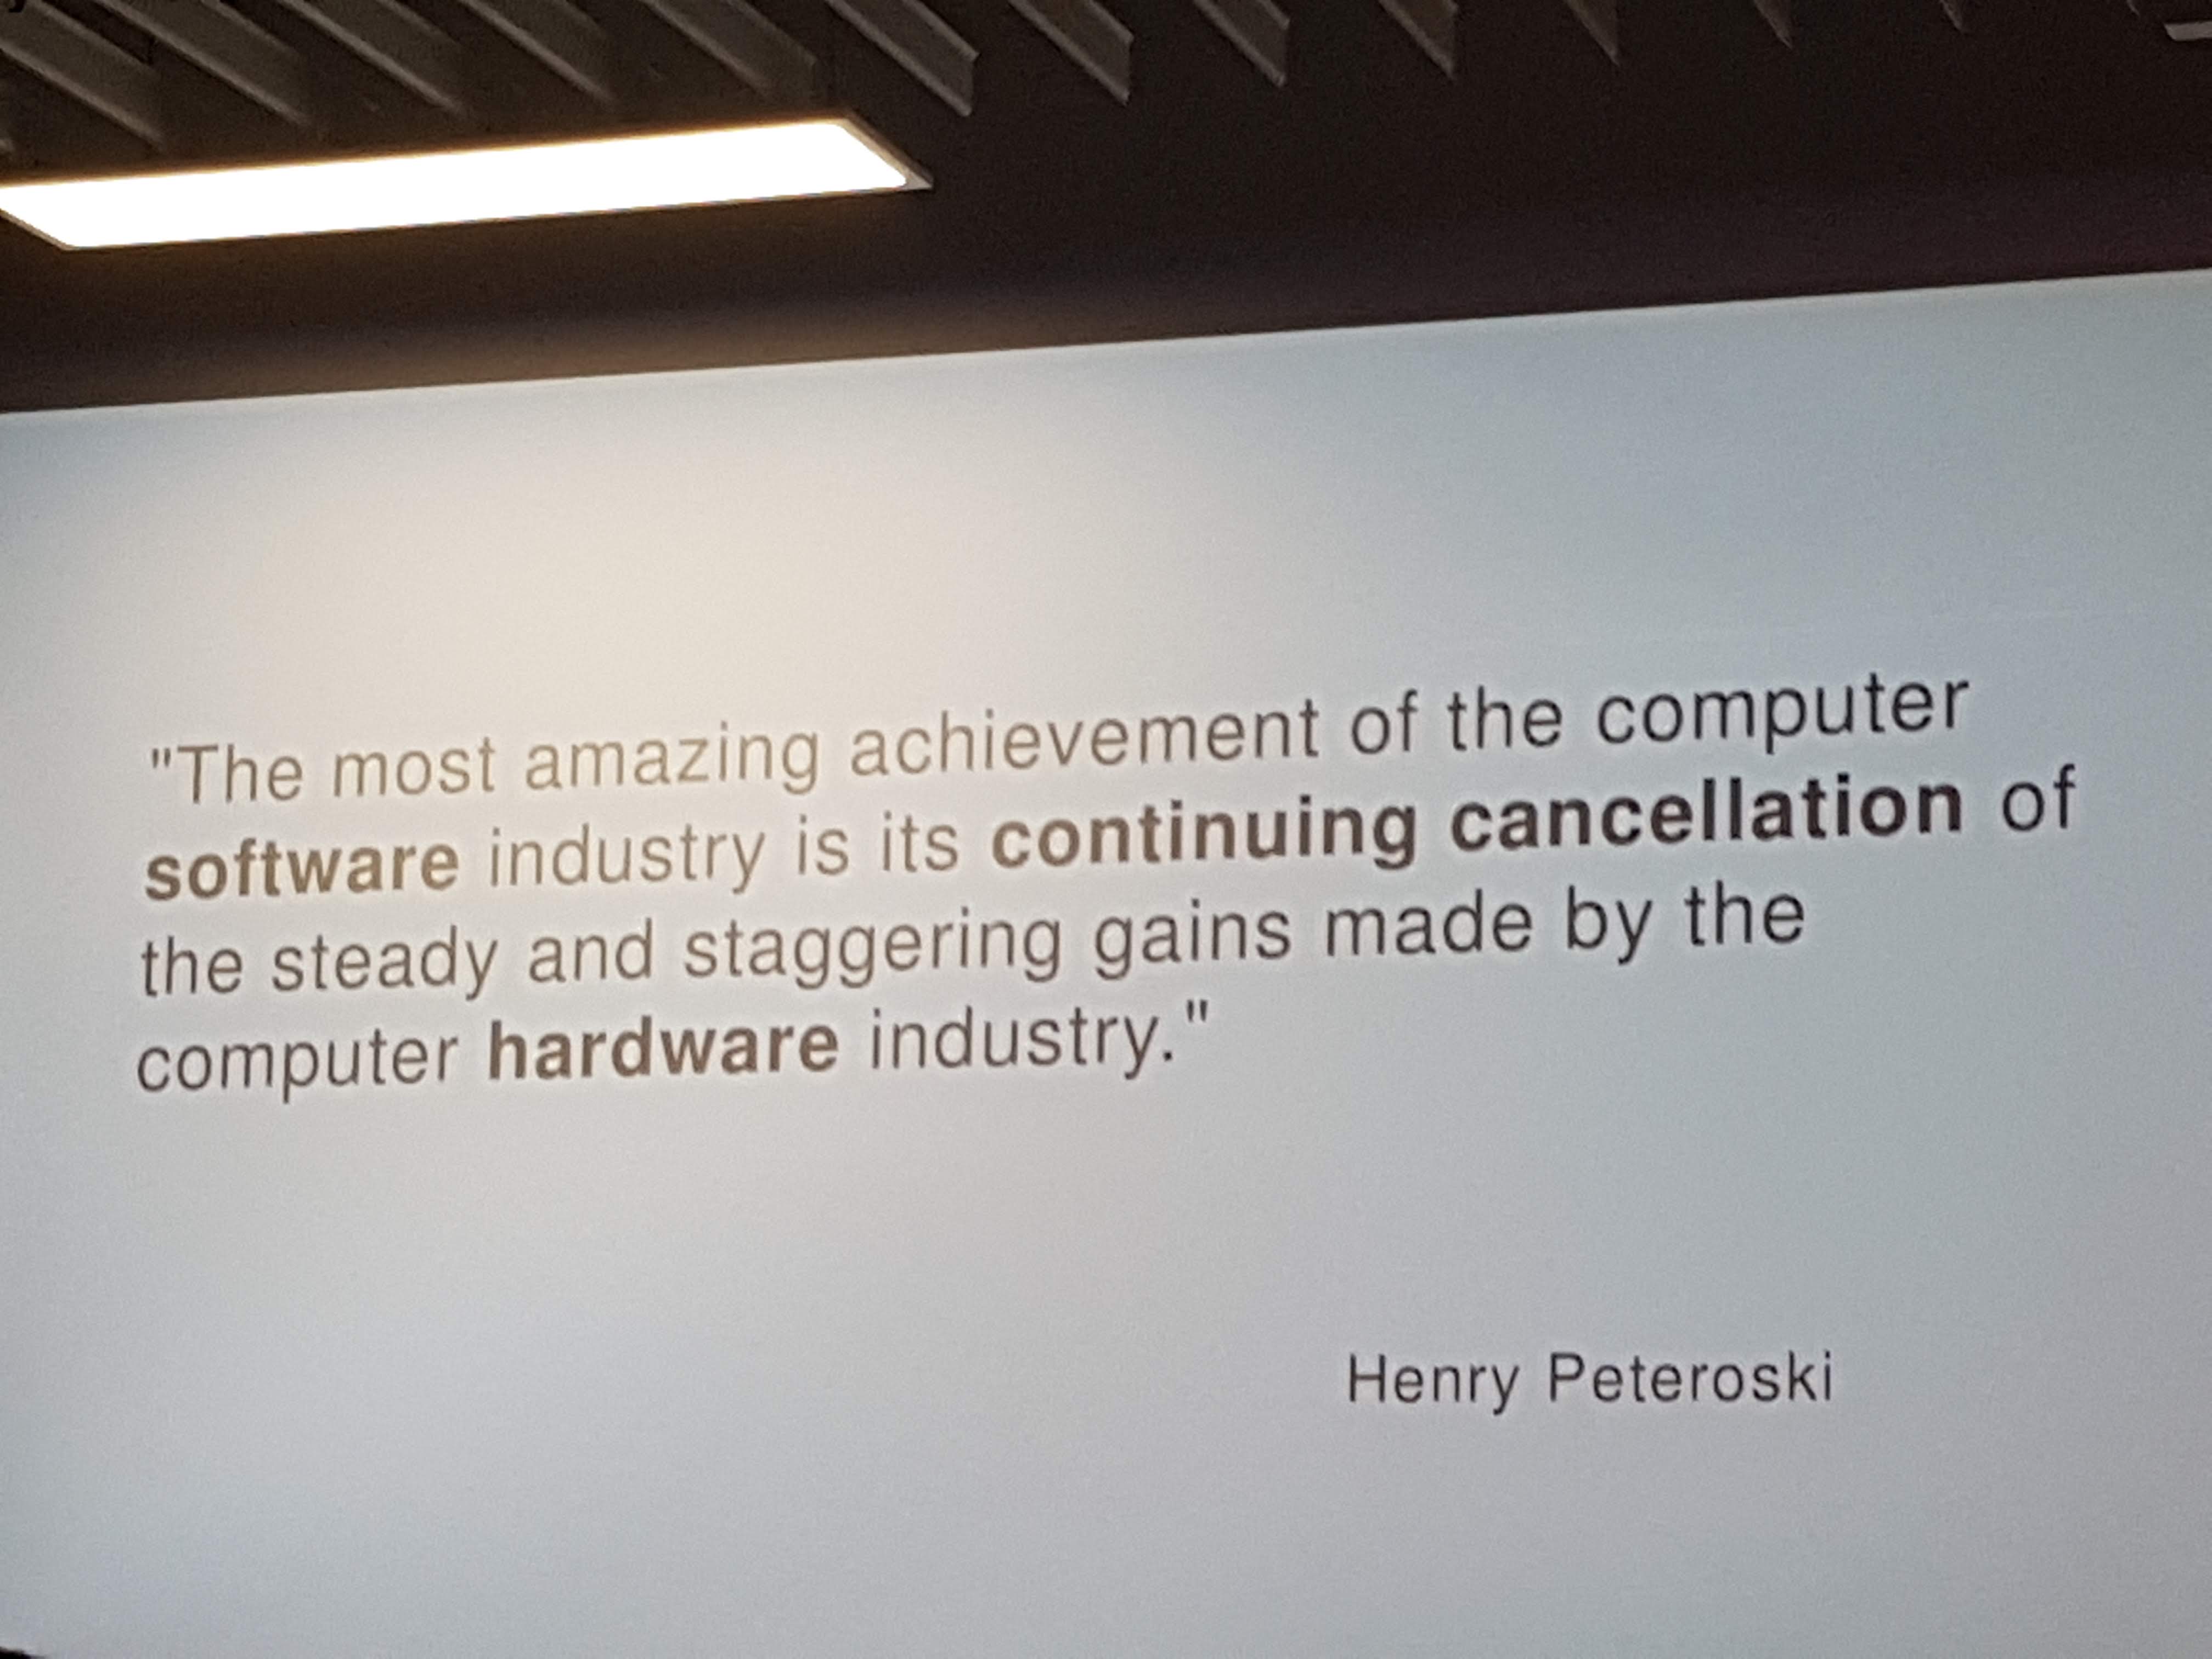 "The most amazing achievement of the computer
software industry is its continuing cancellation of
the steady and staggering gains made by the
computer hardware industry."
Henry Peteroski